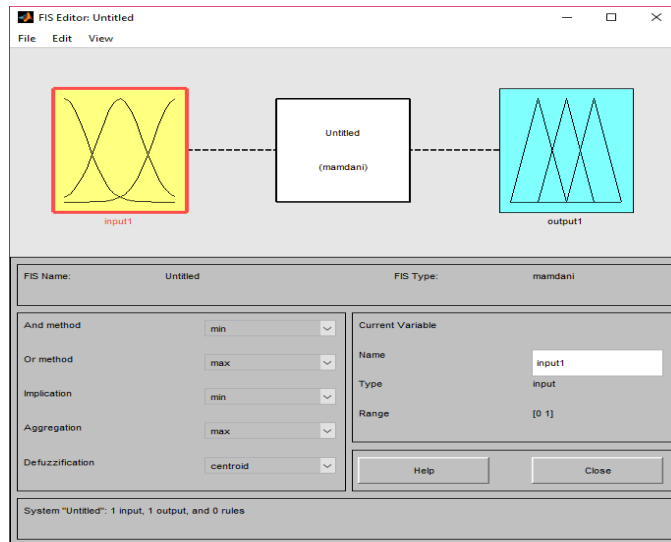 FIS Editor: Untitled
File Edit View
Untitled
(mamdani)
input1
output1
FIS Name: Untitled FIS Type: mamdani
And method min
Or method max
Implication min
Aggregation max
Defuzzification centroid
Current Variable
Name input1
Type input
Range [0 1]
Help Close
System "Untitled": 1 input, 1 output, and 0 rules